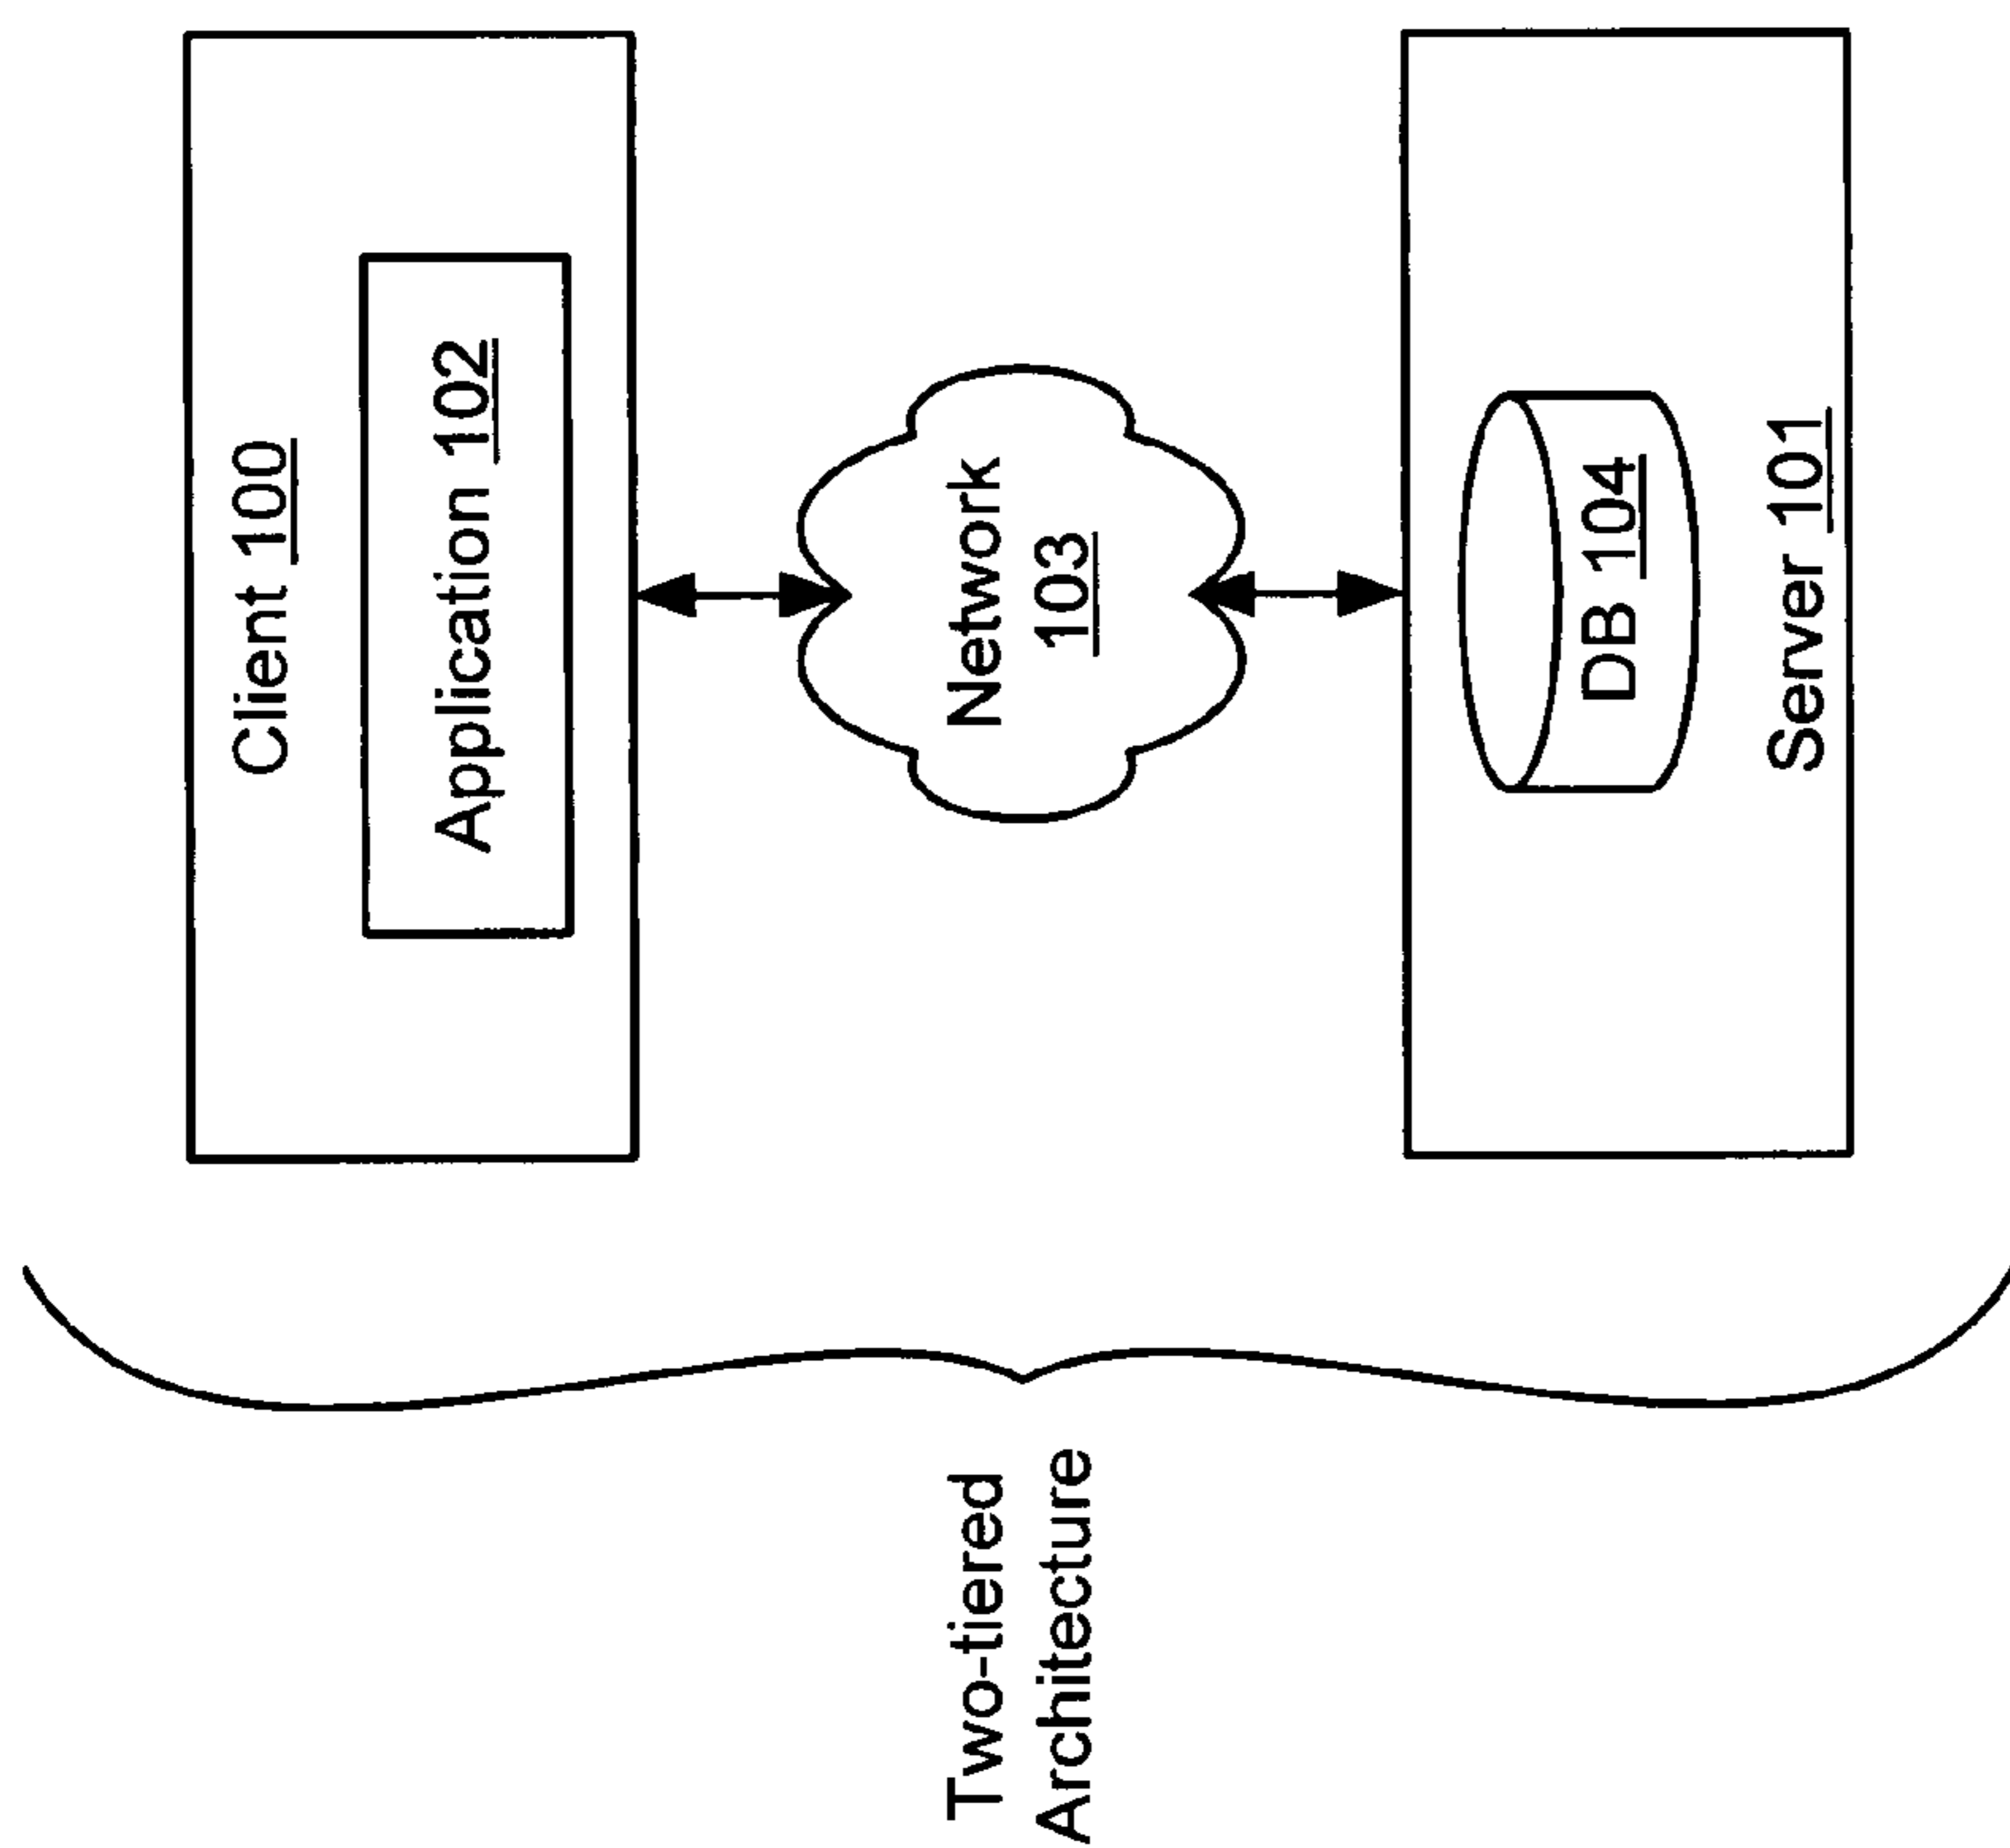 Client 100
Application 102
Network
103
DB 104
Server 101
Two-tiered
Architecture